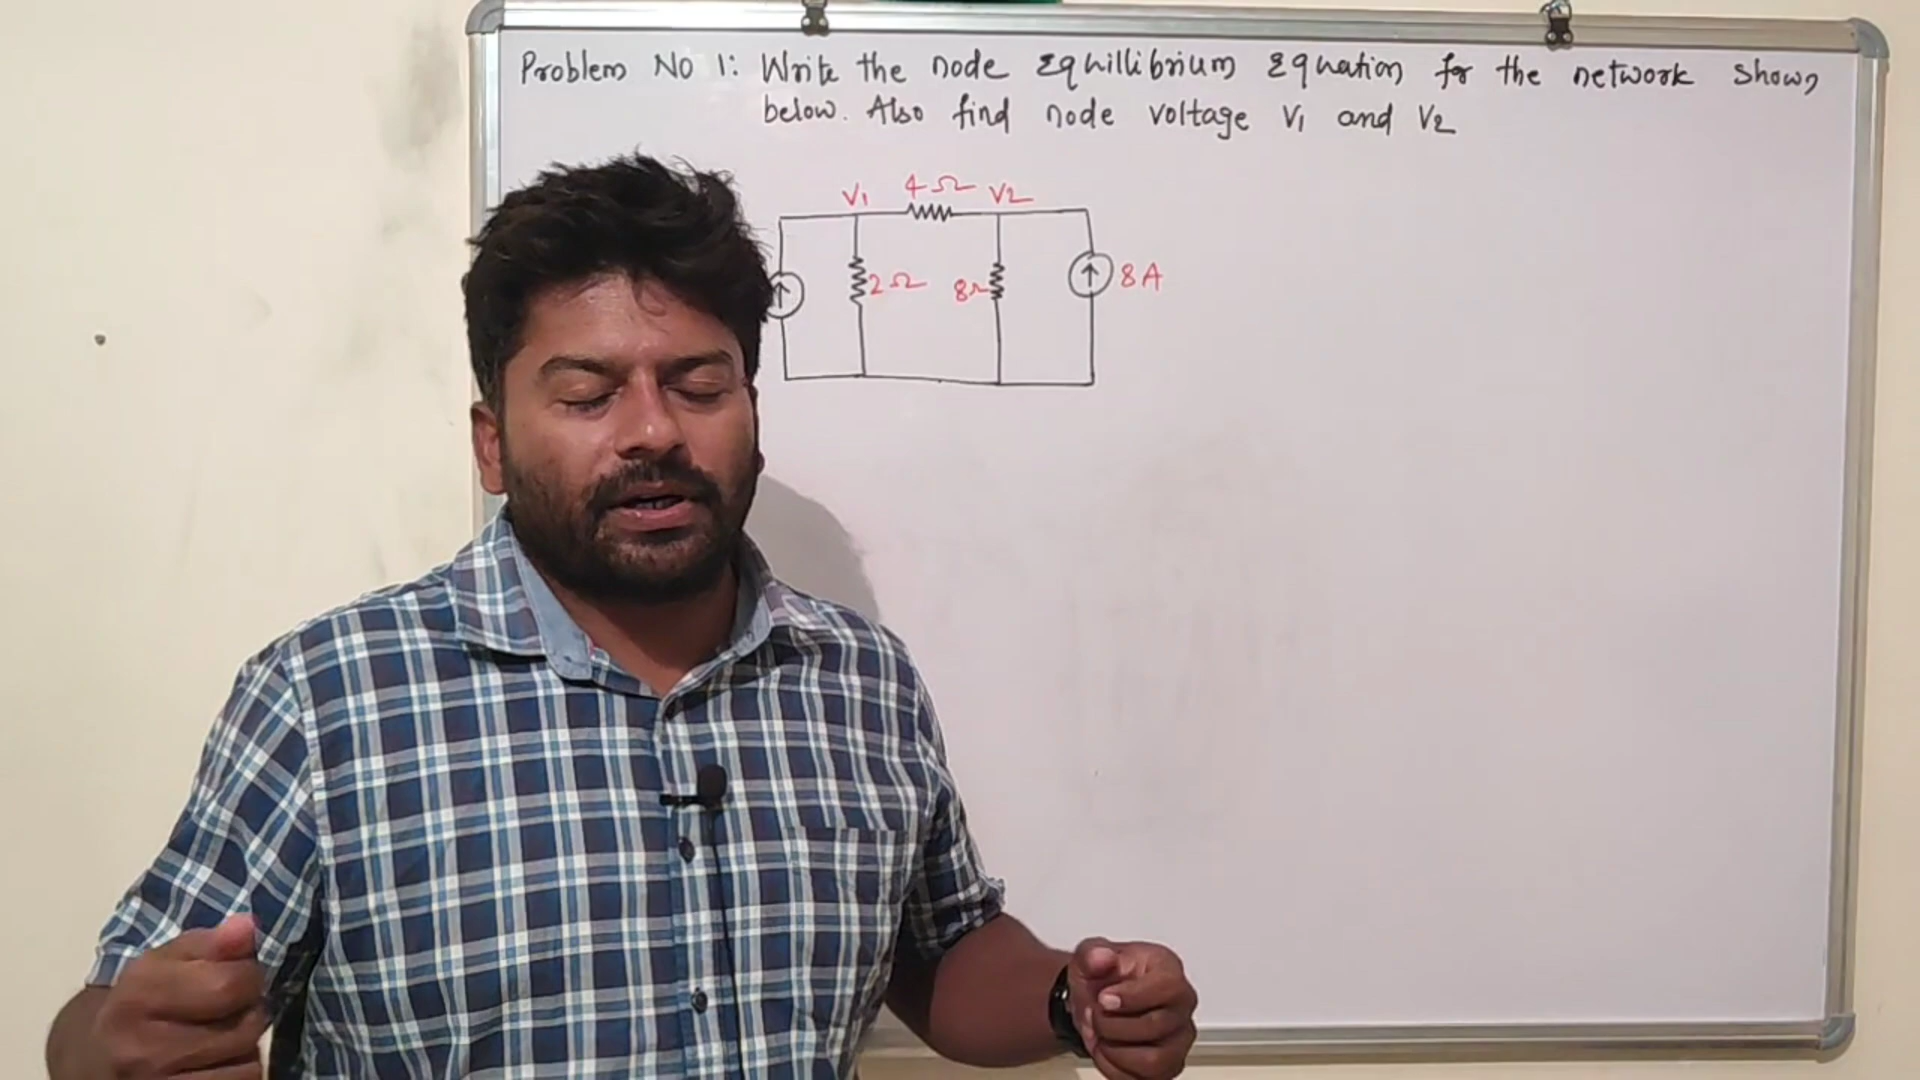 Problem No 1: Write the node Equillibrium Equation for the network shown
below. Also find node voltage V1 and V2
V1 4Ω V2
2Ω 8Ω 8A